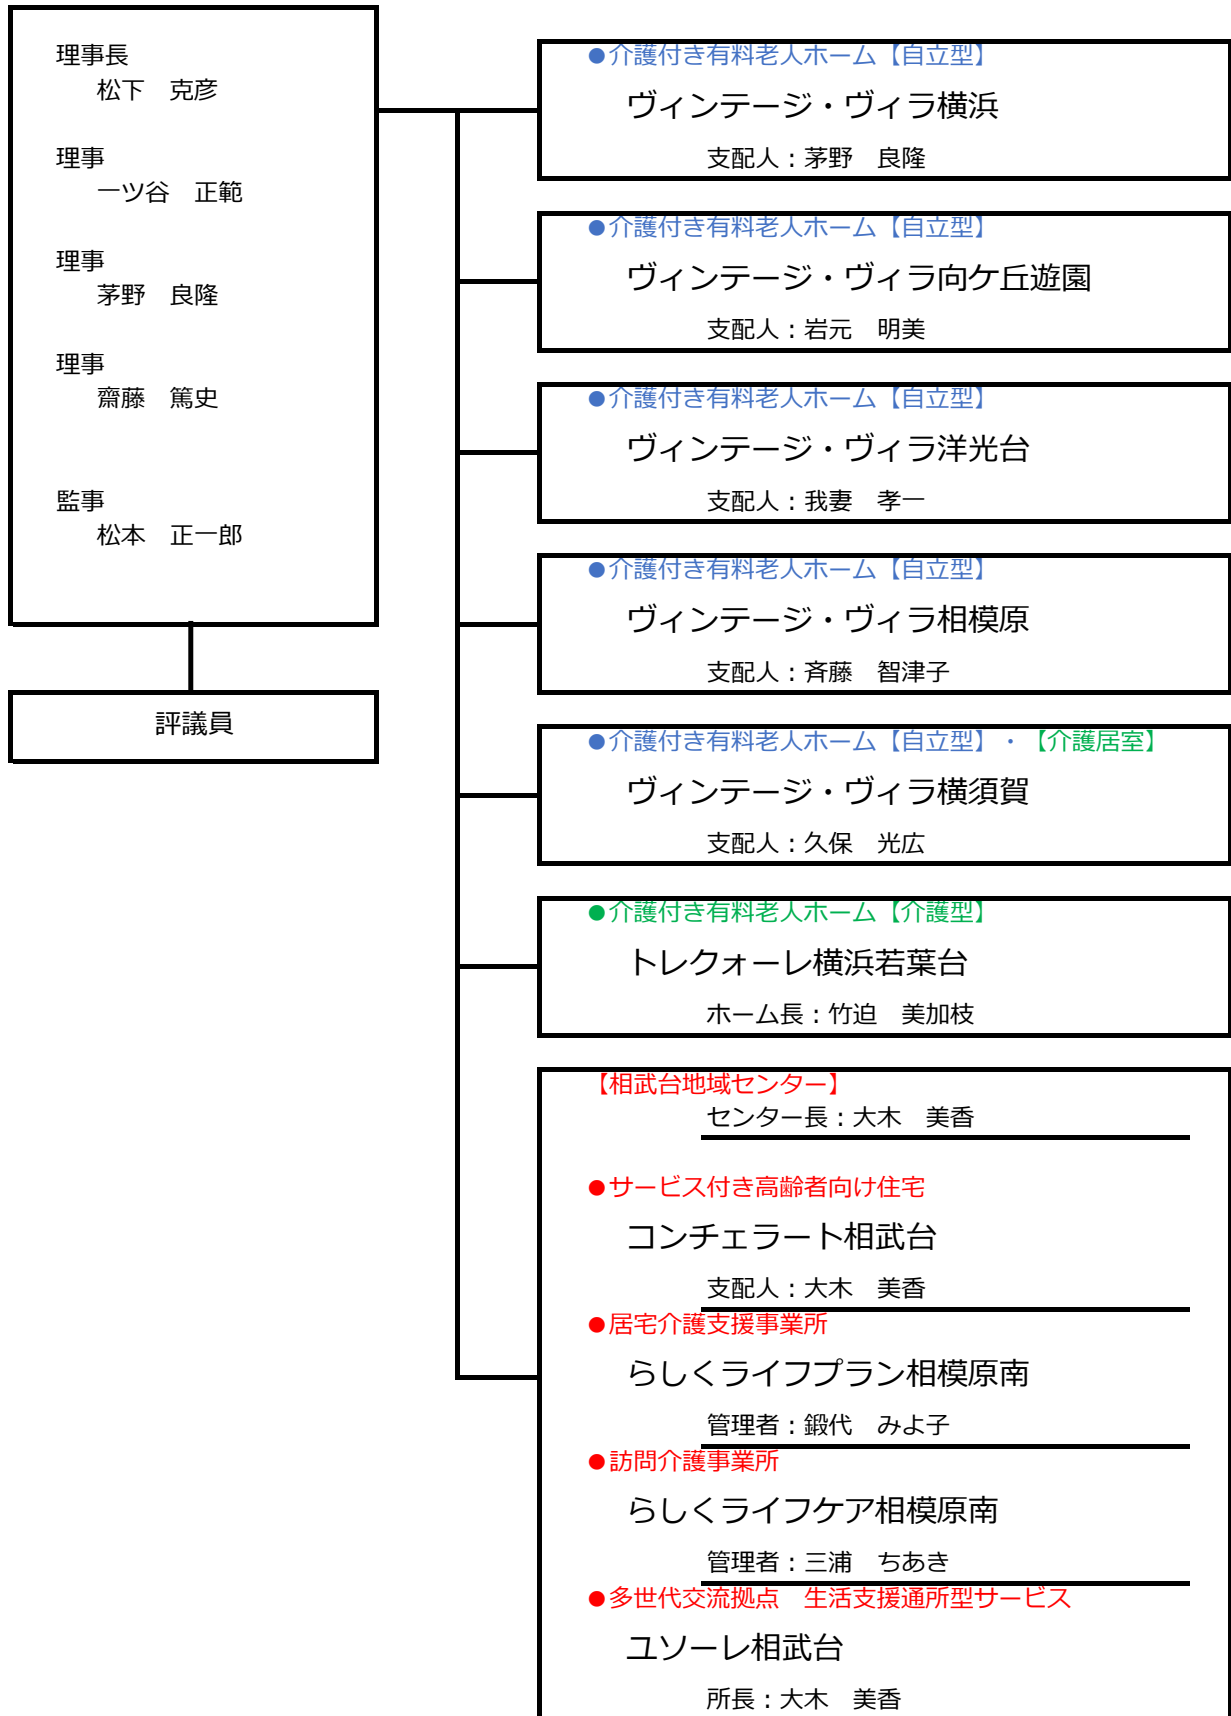 理事長
松下　克彦
理事
一ツ谷　正範
理事
茅野　良隆
理事
齋藤　篤史
監事
松本　正一郎
評議員
●介護付き有料老人ホーム【自立型】
ヴィンテージ・ヴィラ横浜
支配人：茅野　良隆
●介護付き有料老人ホーム【自立型】
ヴィンテージ・ヴィラ向ケ丘遊園
支配人：岩元　明美
●介護付き有料老人ホーム【自立型】
ヴィンテージ・ヴィラ洋光台
支配人：我妻　孝一
●介護付き有料老人ホーム【自立型】
ヴィンテージ・ヴィラ相模原
支配人：斉藤　智津子
●介護付き有料老人ホーム【自立型】・【介護居室】
ヴィンテージ・ヴィラ横須賀
支配人：久保　光広
●介護付き有料老人ホーム【介護型】
トレクォーレ横浜若葉台
ホーム長：竹迫　美加枝
【相武台地域センター】
センター長：大木　美香
●サービス付き高齢者向け住宅
コンチェラート相武台
支配人：大木　美香
●居宅介護支援事業所
らしくライフプラン相模原南
管理者：鍛代　みよ子
●訪問介護事業所
らしくライフケア相模原南
管理者：三浦　ちあき
●多世代交流拠点　生活支援通所型サービス
ユソーレ相武台
所長：大木　美香